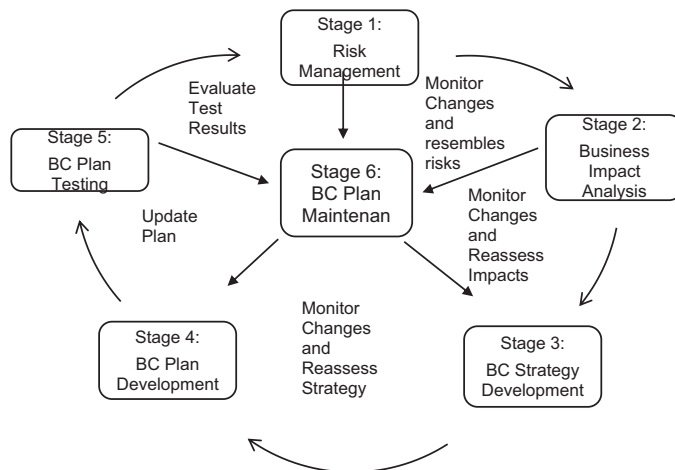 Stage 1:
Risk
Management
Evaluate
Test
Results
Monitor
Changes
and
resembles
risks
Stage 5:
BC Plan
Testing
Stage 2:
Business
Impact
Analysis
Stage 6:
BC Plan
Maintenan
Update
Plan
Monitor
Changes
and
Reassess
Impacts
Stage 4:
BC Plan
Development
Monitor
Changes
and
Reassess
Strategy
Stage 3:
BC Strategy
Development